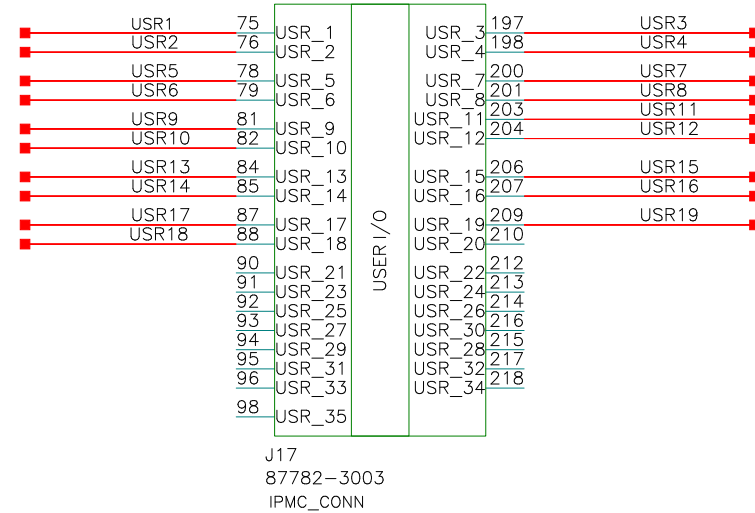 USR1 75 USR_1 USR_3 197 USR3
USR2 76 USR_2 USR_4 198 USR4
USR5 78 USR_5 USR_7 200 USR7
USR6 79 USR_6 USR_8 201 USR8
USR_11 203 USR11
USR9 81 USR_9 USR_12 204 USR12
USR10 82 USR_10
USR13 84 USR_13 USR_15 206 USR15
USR14 85 USR_14 USR_16 207 USR16
USR17 87 USR_17 USR_19 209 USR19
USR18 88 USR_18 USR_20 210
USER I/O
90 USR_21 USR_22 212
91 USR_23 USR_24 213
92 USR_25 USR_26 214
93 USR_27 USR_30 216
94 USR_29 USR_28 215
95 USR_31 USR_32 217
96 USR_33 USR_34 218
98 USR_35
J17
87782-3003
IPMC_CONN